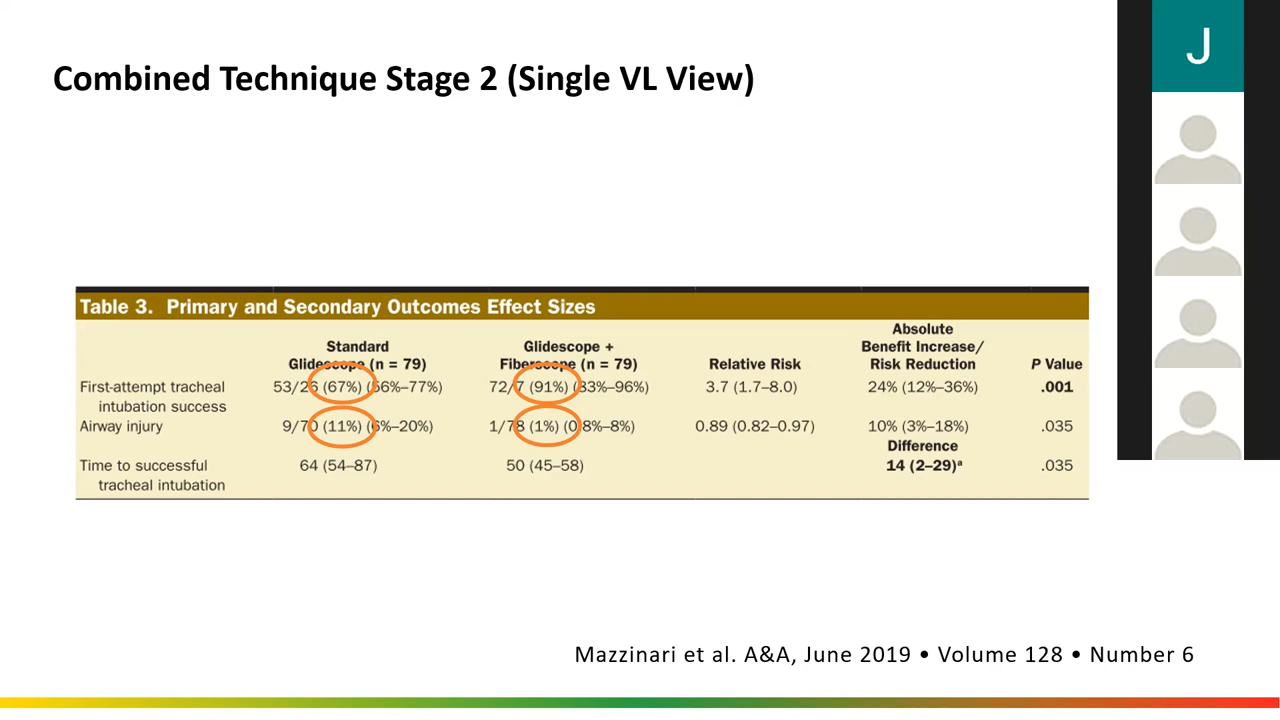 Combined Technique Stage 2 (Single VL View)
J
Table 3. Primary and Secondary Outcomes Effect Sizes
Standard Glidescope (n = 79) Glidescope + Fiberscope (n = 79) Relative Risk Absolute Benefit Increase/ Risk Reduction P Value
First-attempt tracheal intubation success 53/26 (67%) (56%–77%) 72/7 (91%) (83%–96%) 3.7 (1.7–8.0) 24% (12%–36%) .001
Airway injury 9/70 (11%) (6%–20%) 1/78 (1%) (0.8%–8%) 0.89 (0.82–0.97) 10% (3%–18%) .035
Difference
Time to successful tracheal intubation 64 (54–87) 50 (45–58) 14 (2–29)ᵃ .035
Mazzinari et al. A&A, June 2019 • Volume 128 • Number 6